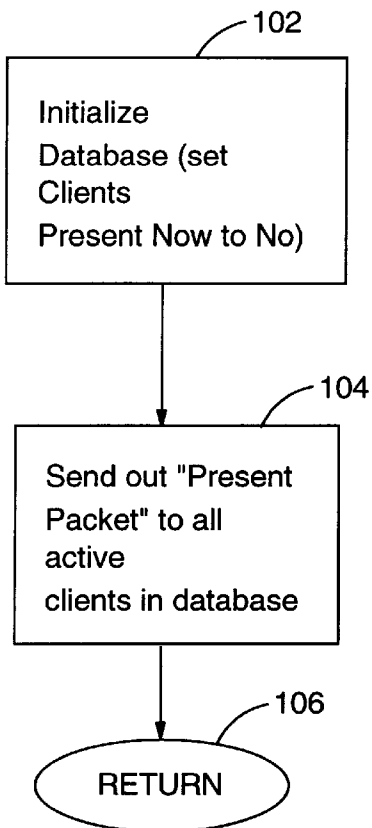 102
Initialize
Database (set
Clients
Present Now to No)
104
Send out "Present
Packet" to all
active
clients in database
106
RETURN